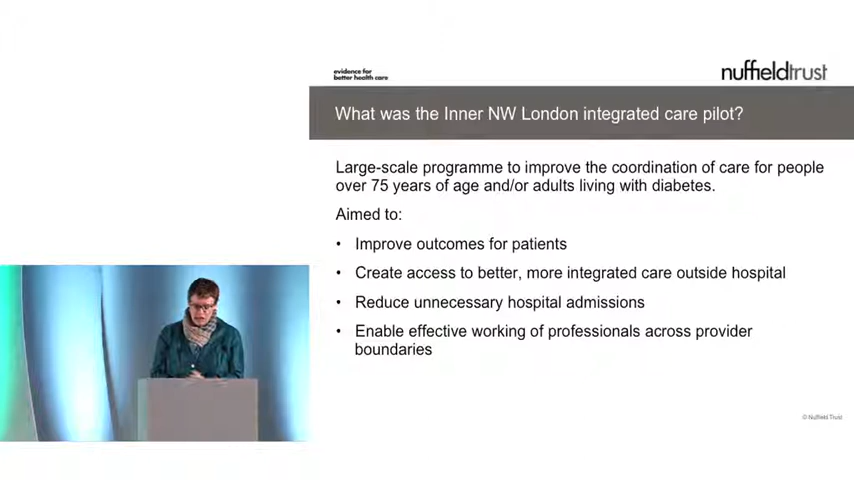 evidence for
better health care
nuffieldtrust
What was the Inner NW London integrated care pilot?
Large-scale programme to improve the coordination of care for people
over 75 years of age and/or adults living with diabetes.
Aimed to:
• Improve outcomes for patients
• Create access to better, more integrated care outside hospital
• Reduce unnecessary hospital admissions
• Enable effective working of professionals across provider
boundaries
© Nuffield Trust